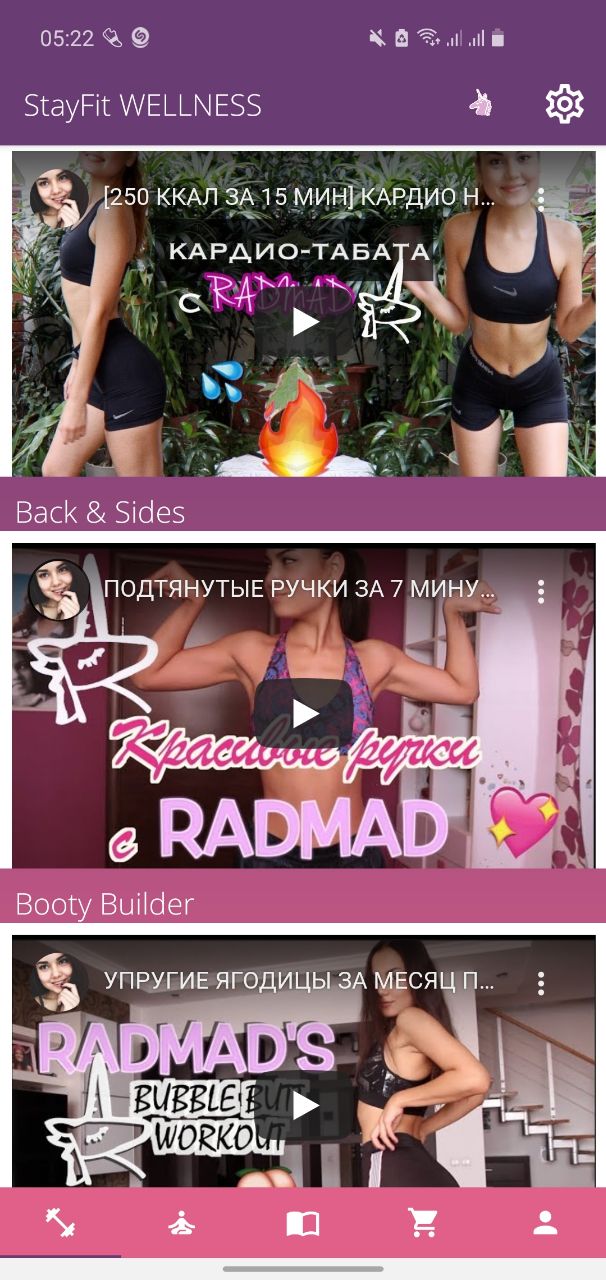 05:22
StayFit WELLNESS
[250 ККАЛ ЗА 15 МИН] КАРДИО Н...
КАРДИО-ТАБАТА
С RADMAD
Back & Sides
ПОДТЯНУТЫЕ РУЧКИ ЗА 7 МИНУ...
Красивые ручки
с RADMAD
Booty Builder
УПРУГИЕ ЯГОДИЦЫ ЗА МЕСЯЦ П...
RADMAD'S
BUBBLE BUTT
WORKOUT